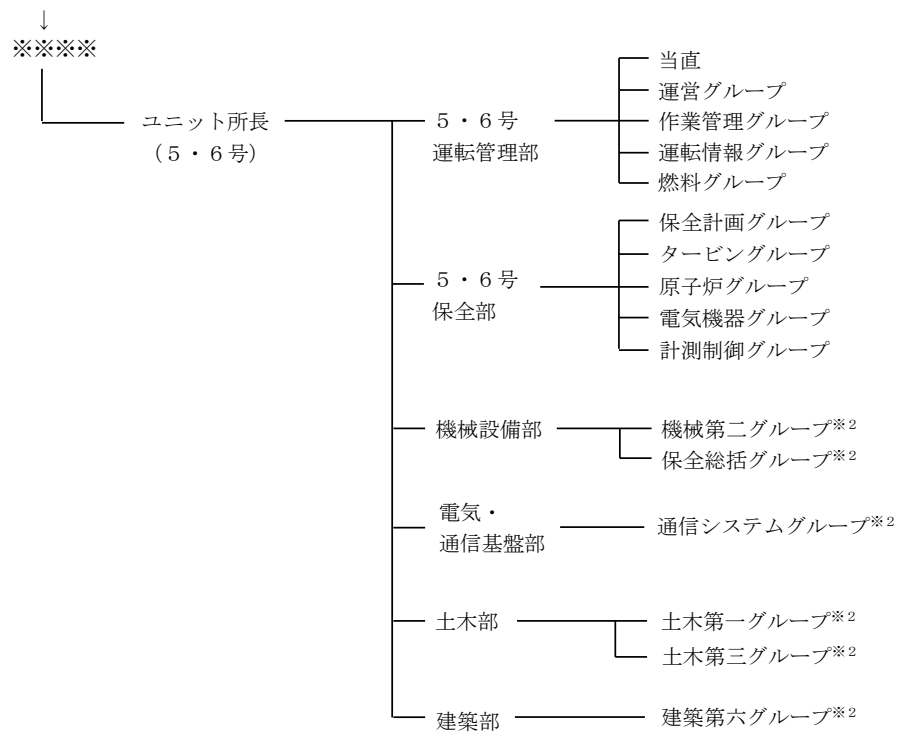 ↓
※※※※
ユニット所長
（５・６号）
５・６号
運転管理部
当直
運営グループ
作業管理グループ
運転情報グループ
燃料グループ
５・６号
保全部
保全計画グループ
タービングループ
原子炉グループ
電気機器グループ
計測制御グループ
機械設備部
機械第二グループ※２
保全総括グループ※２
電気・
通信基盤部
通信システムグループ※２
土木部
土木第一グループ※２
土木第三グループ※２
建築部
建築第六グループ※２